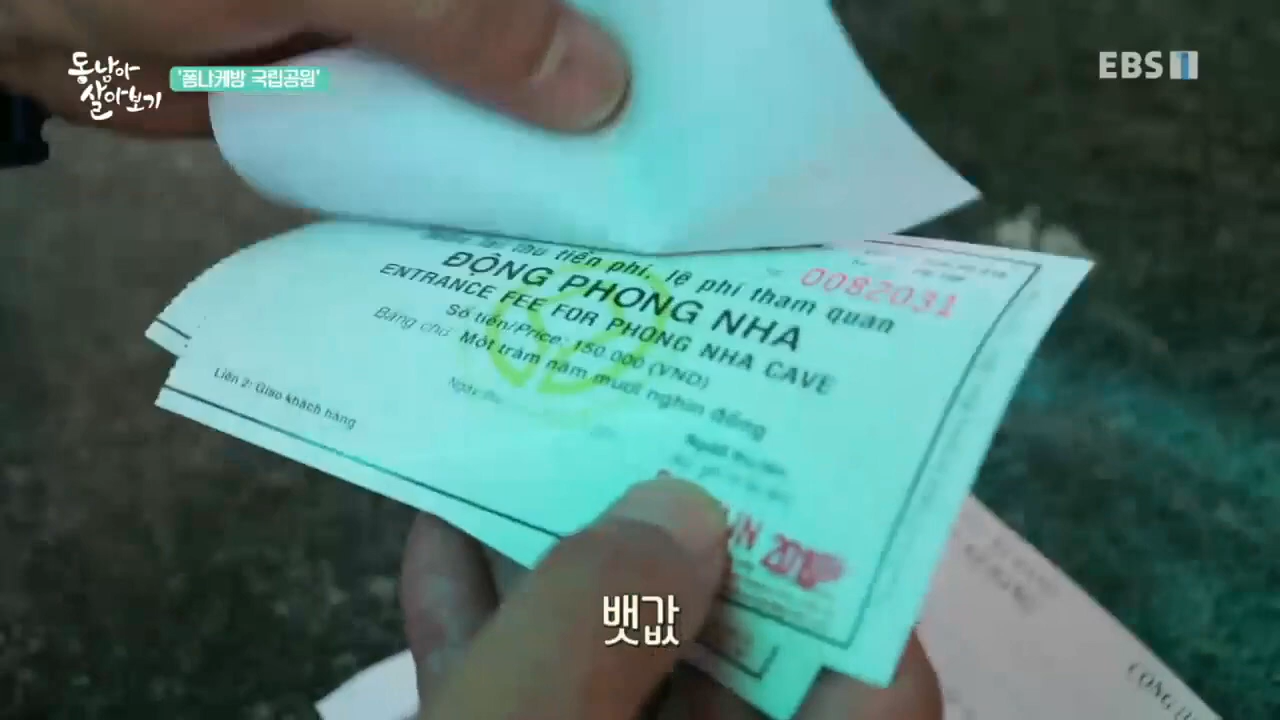 동남아
살아보기
'퐁냐케방 국립공원'
EBS 1
thu tiền phí, lệ phí tham quan
0082031
ĐỘNG PHONG NHA
ENTRANCE FEE FOR PHONG NHA CAVE
Số tiền/Price: 150.000 (VND)
Bằng chữ: Một trăm năm mươi nghìn đồng
Liên 2: Giao khách hàng
Người thu tiền
뱃값